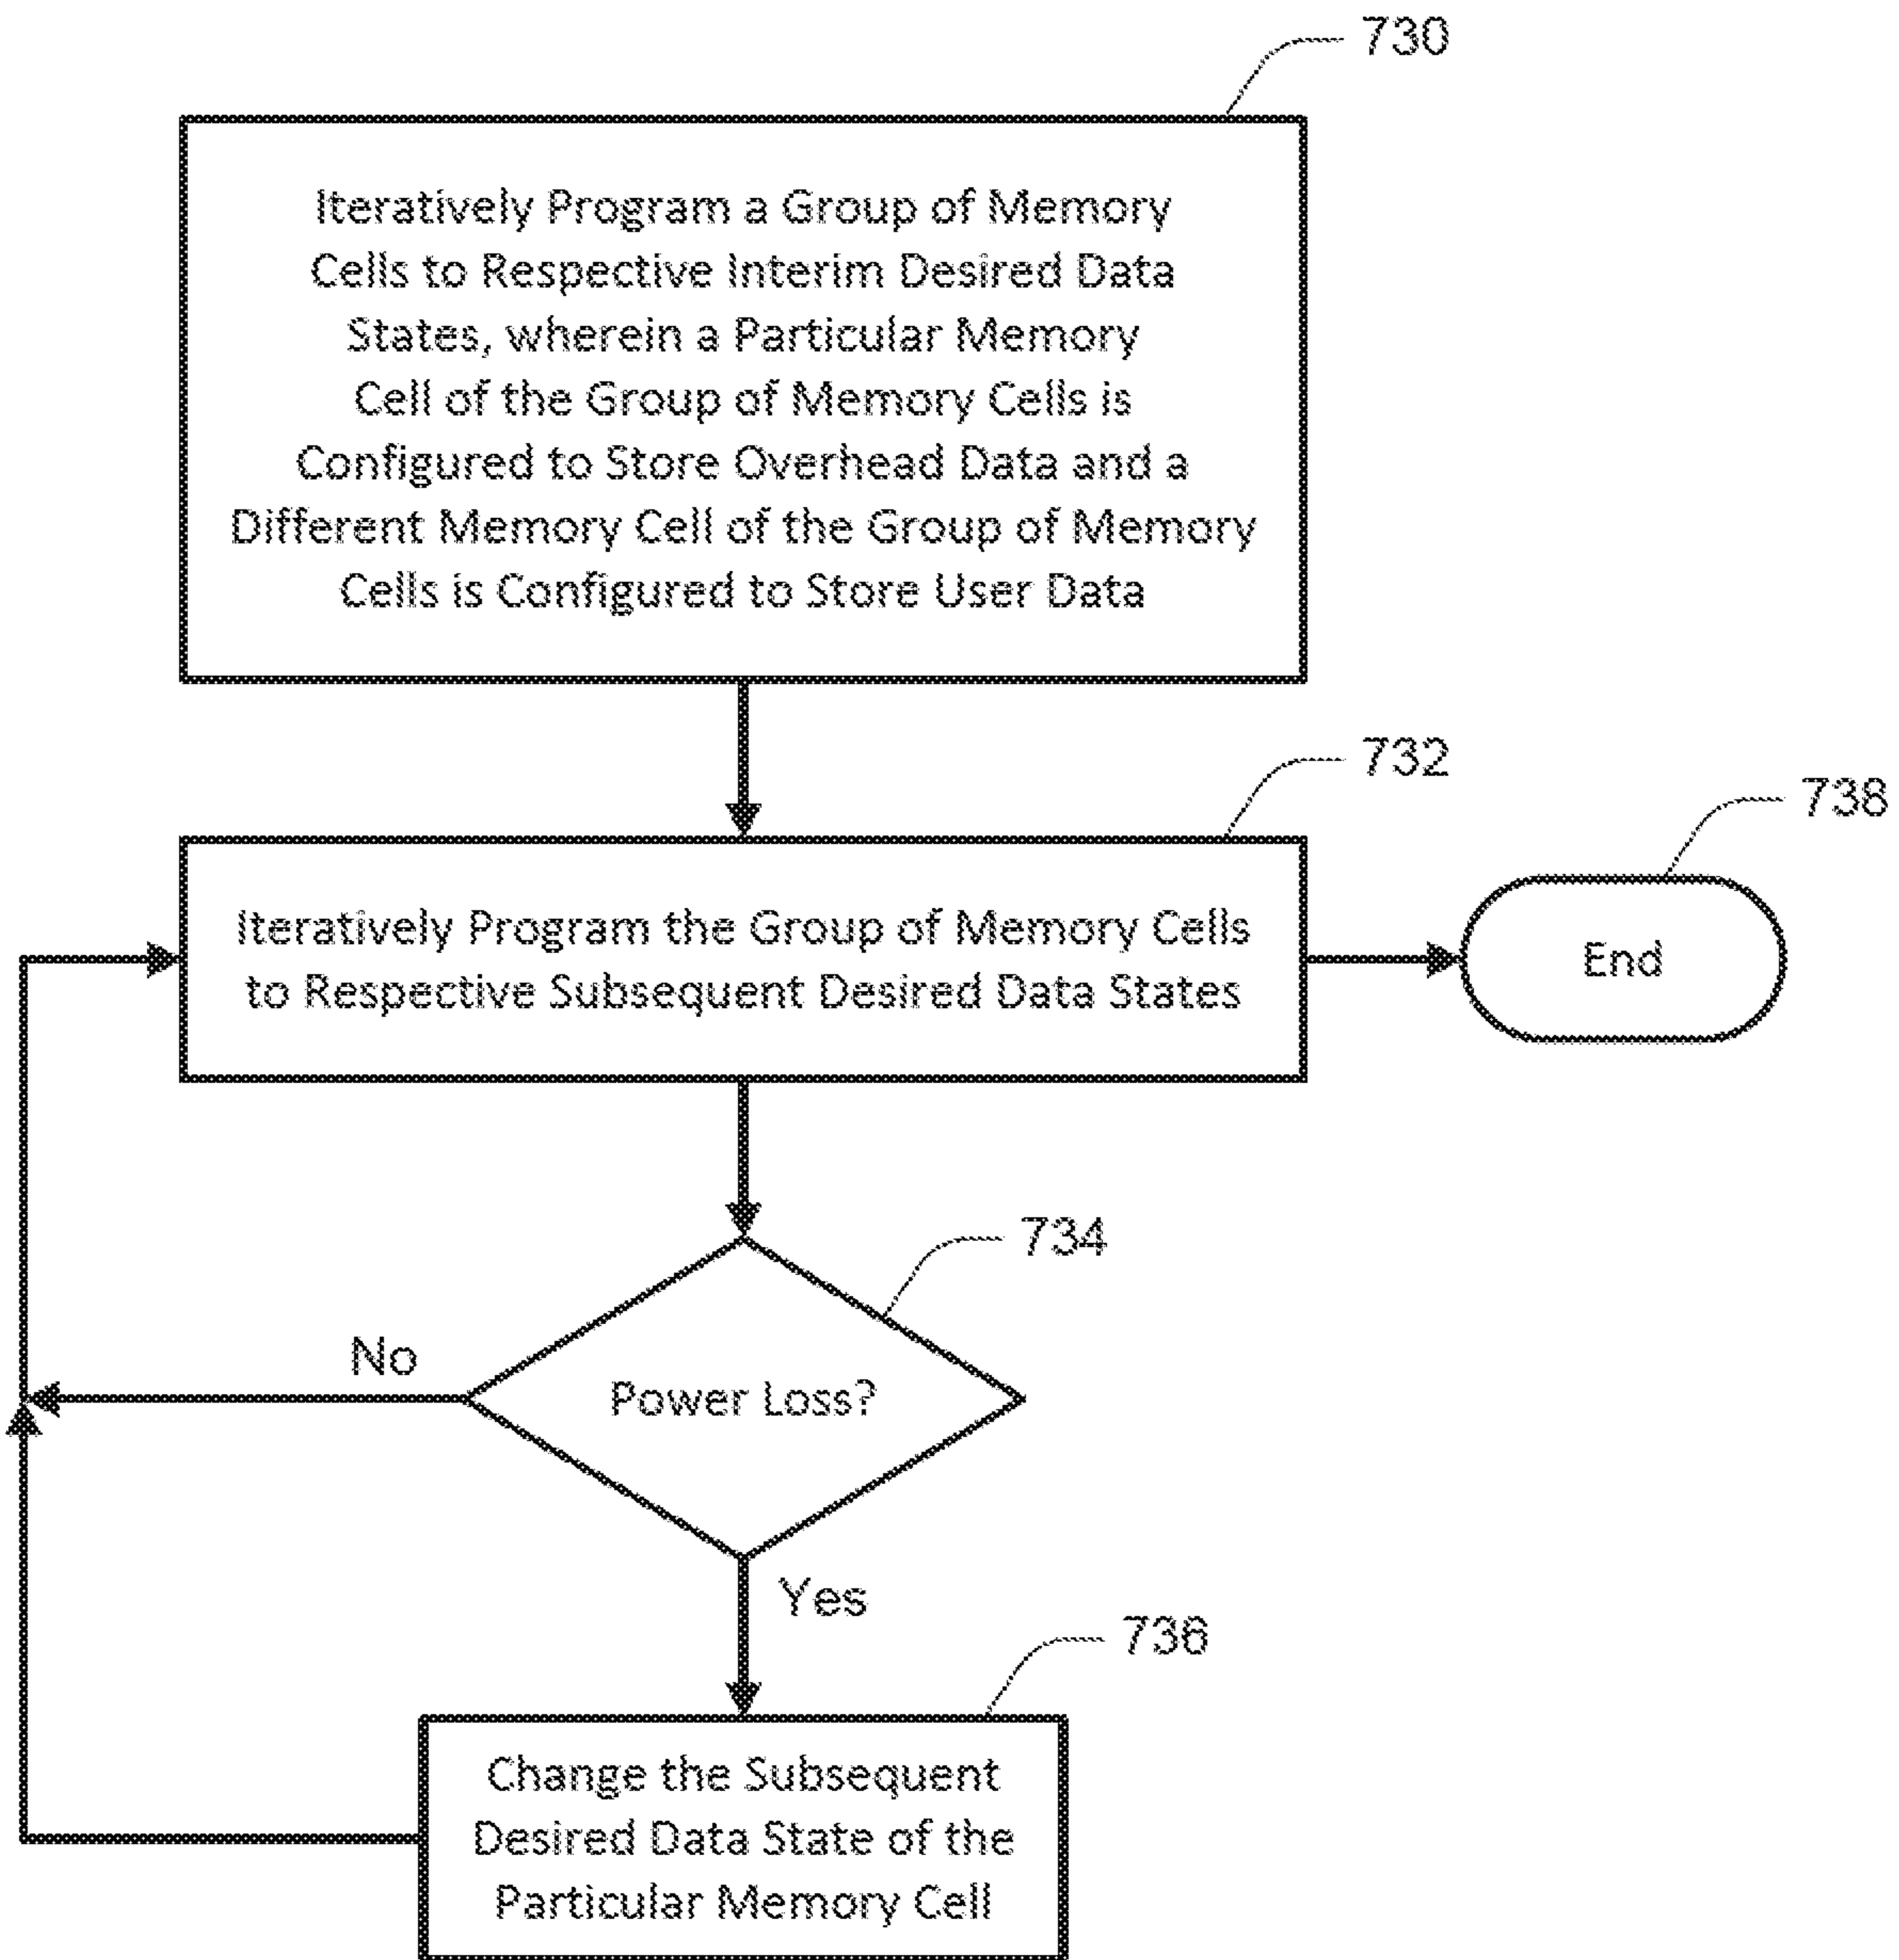 730
Iteratively Program a Group of Memory
Cells to Respective Interim Desired Data
States, wherein a Particular Memory
Cell of the Group of Memory Cells is
Configured to Store Overhead Data and a
Different Memory Cell of the Group of Memory
Cells is Configured to Store User Data
732
738
Iteratively Program the Group of Memory Cells
to Respective Subsequent Desired Data States
End
734
No
Power Loss?
Yes
736
Change the Subsequent
Desired Data State of the
Particular Memory Cell